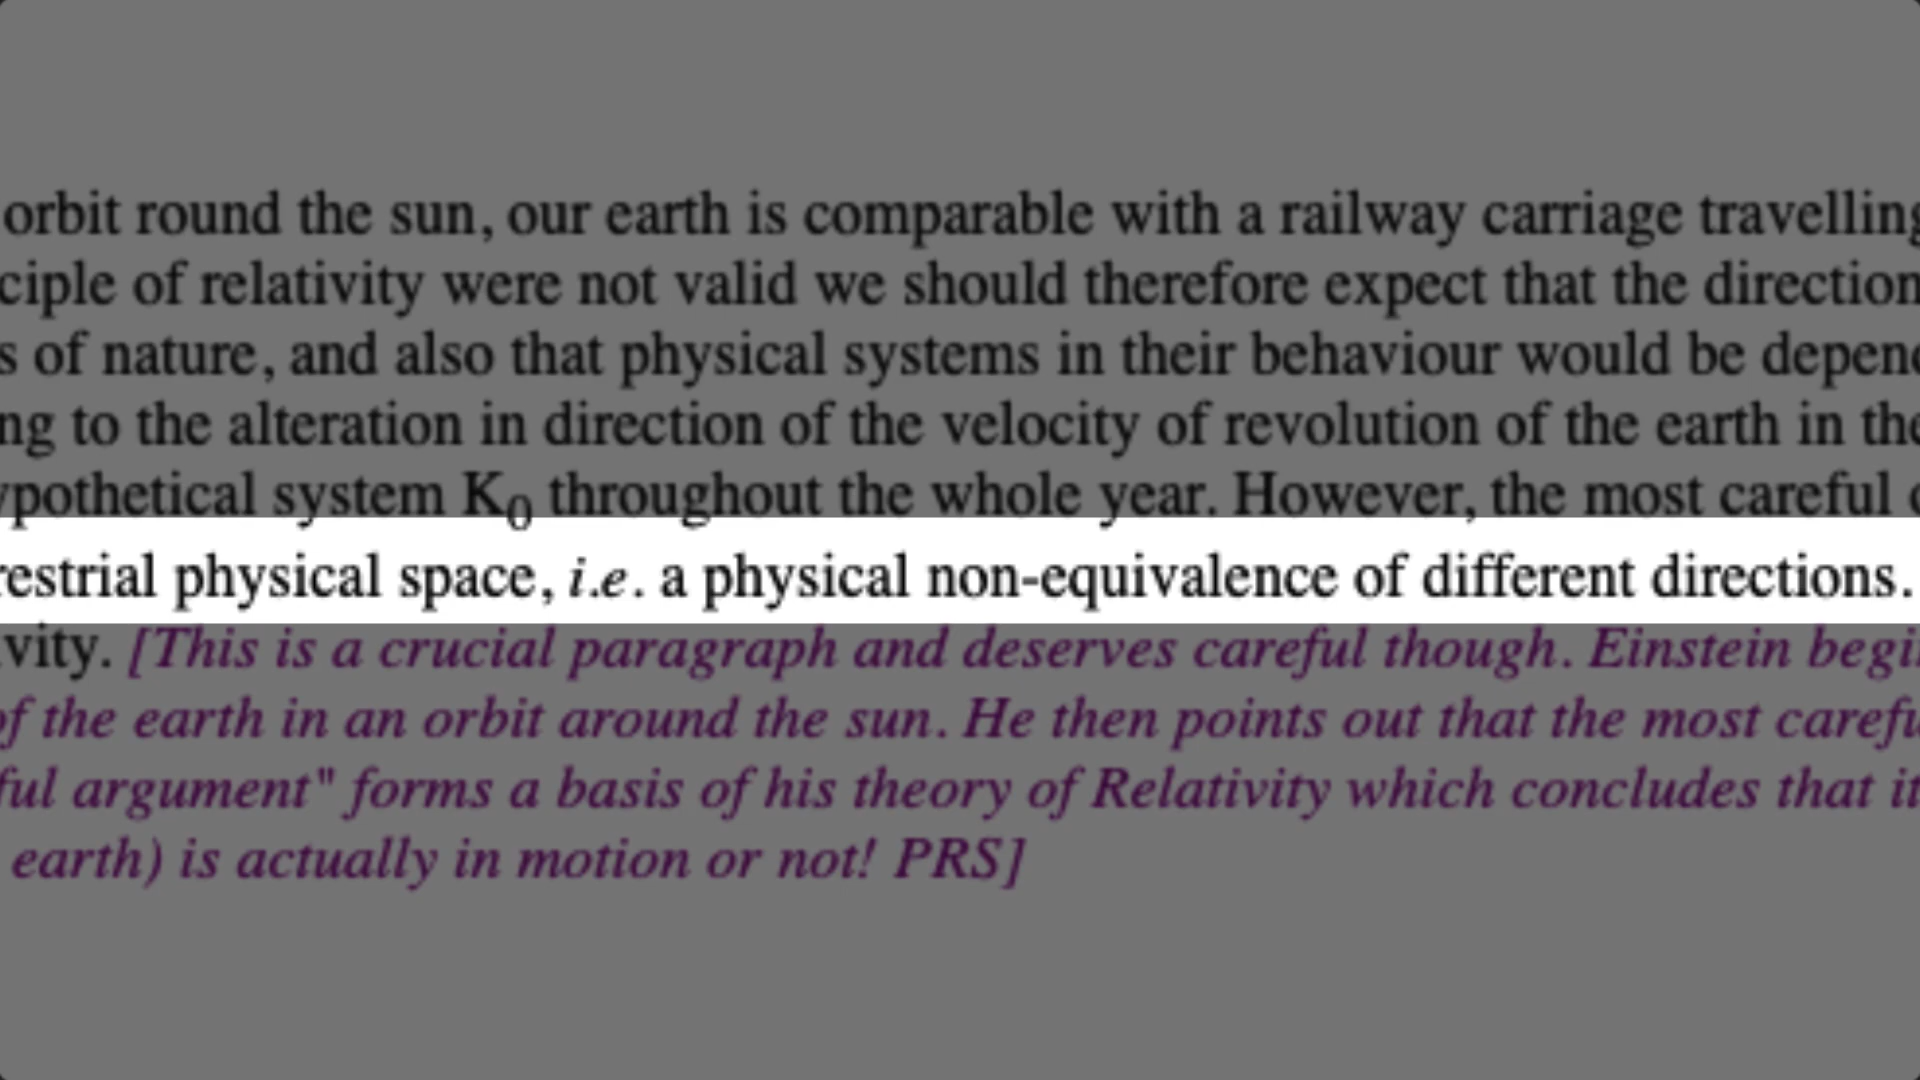 orbit round the sun, our earth is comparable with a railway carriage travelling
ciple of relativity were not valid we should therefore expect that the direction
s of nature, and also that physical systems in their behaviour would be depend
ng to the alteration in direction of the velocity of revolution of the earth in the
ypothetical system K0 throughout the whole year. However, the most careful o
restrial physical space, i.e. a physical non-equivalence of different directions.
vity. [This is a crucial paragraph and deserves careful though. Einstein begin
of the earth in an orbit around the sun. He then points out that the most carefu
ful argument" forms a basis of his theory of Relativity which concludes that it
earth) is actually in motion or not! PRS]